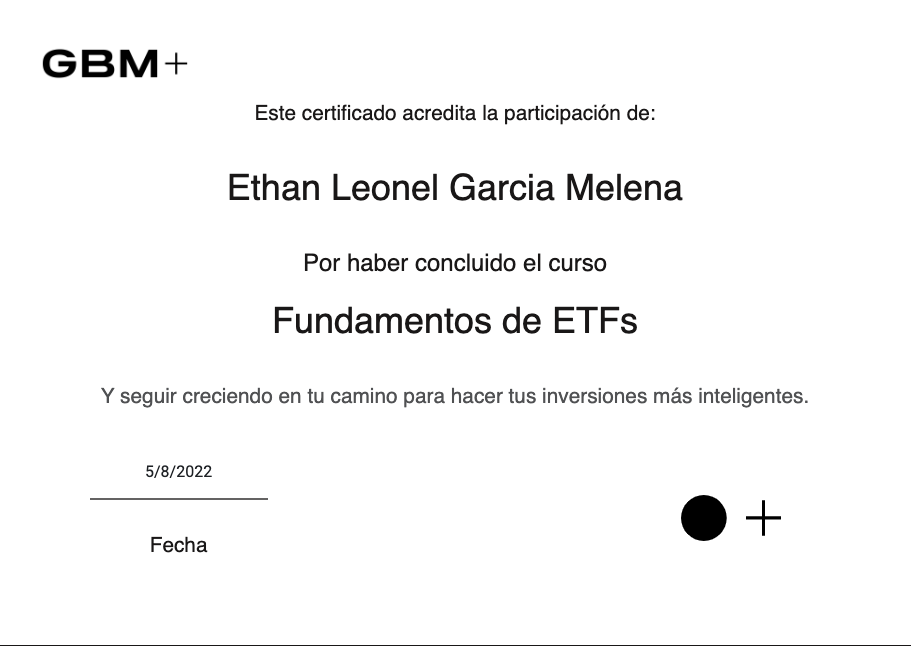 GBM+
Este certificado acredita la participación de:
Ethan Leonel Garcia Melena
Por haber concluido el curso
Fundamentos de ETFs
Y seguir creciendo en tu camino para hacer tus inversiones más inteligentes.
5/8/2022
Fecha